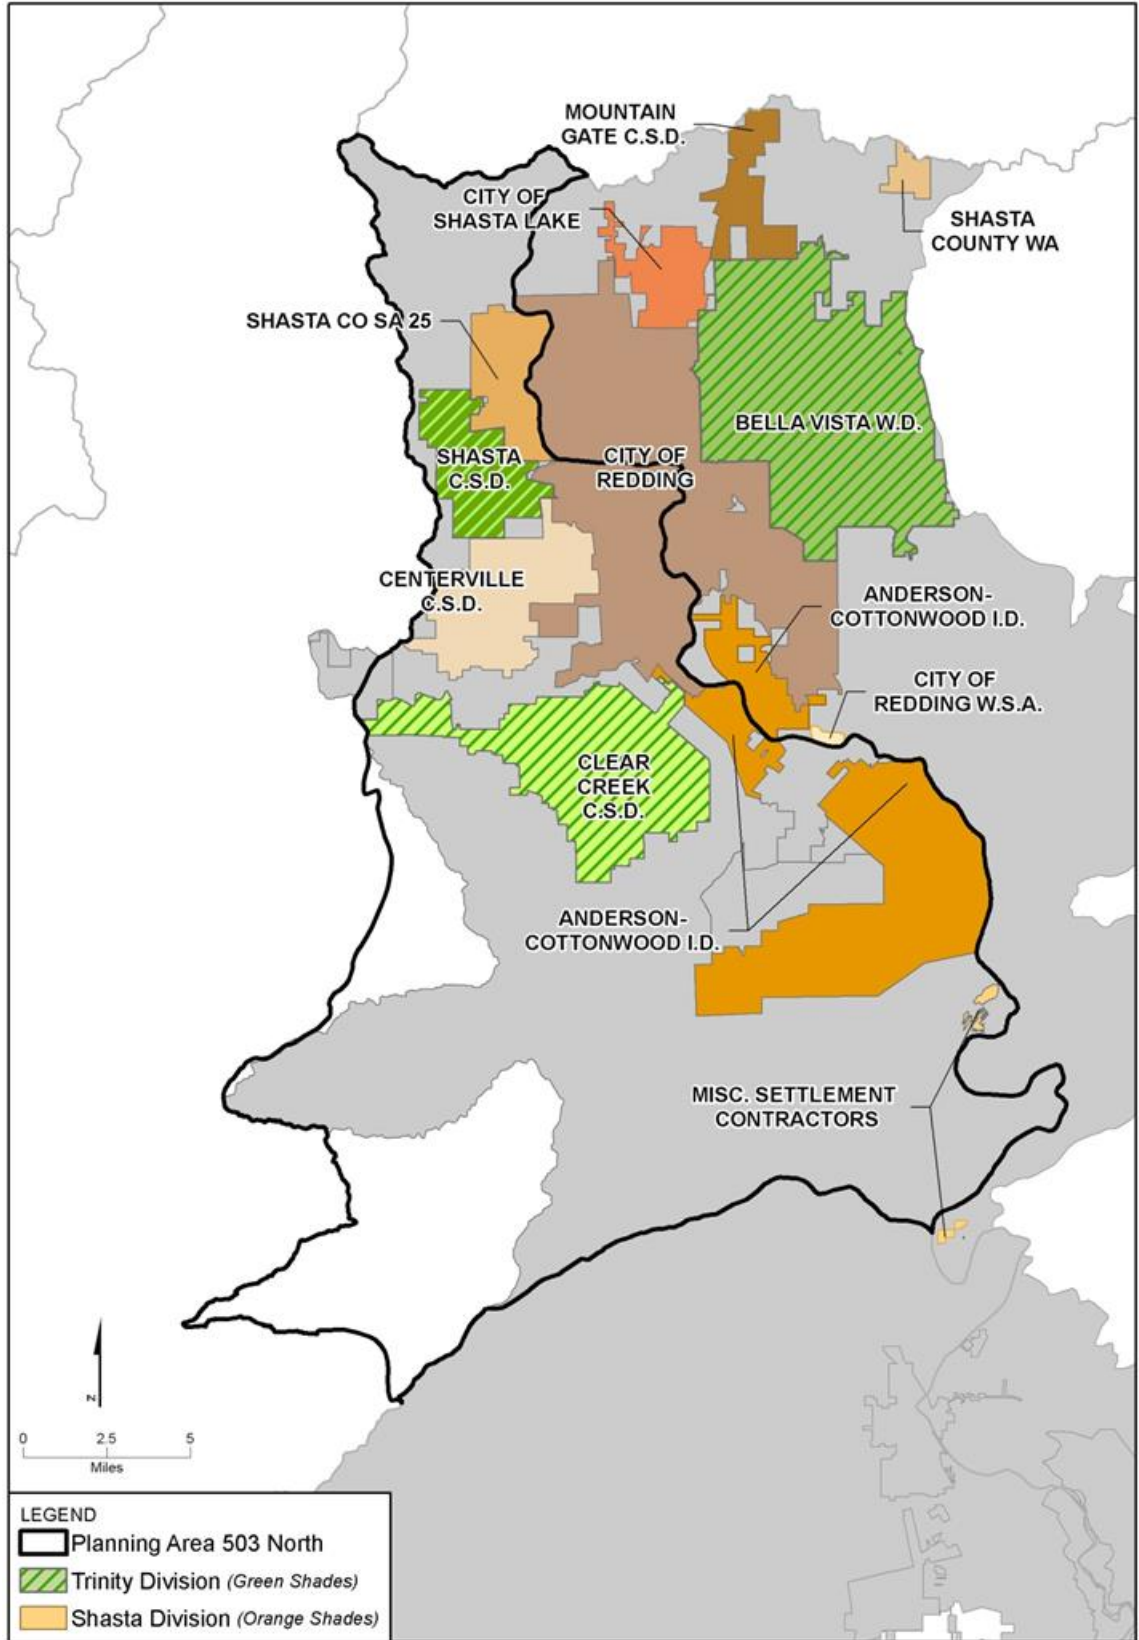 MOUNTAIN
GATE C.S.D.
CITY OF
SHASTA LAKE
SHASTA
COUNTY WA
SHASTA CO SA 25
BELLA VISTA W.D.
SHASTA
C.S.D.
CITY OF
REDDING
CENTERVILLE
C.S.D.
ANDERSON-
COTTONWOOD I.D.
CITY OF
REDDING W.S.A.
CLEAR
CREEK
C.S.D.
ANDERSON-
COTTONWOOD I.D.
MISC. SETTLEMENT
CONTRACTORS
N
0 2.5 5
Miles
LEGEND
Planning Area 503 North
Trinity Division (Green Shades)
Shasta Division (Orange Shades)